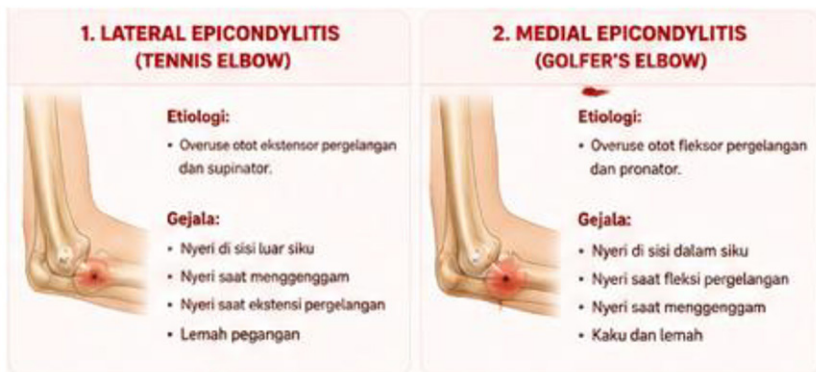 1. LATERAL EPICONDYLITIS
(TENNIS ELBOW)
Etiologi:
• Overuse otot ekstensor pergelangan
dan supinator.
Gejala:
• Nyeri di sisi luar siku
• Nyeri saat menggenggam
• Nyeri saat ekstensi pergelangan
• Lemah pegangan
2. MEDIAL EPICONDYLITIS
(GOLFER'S ELBOW)
Etiologi:
• Overuse otot fleksor pergelangan
dan pronator.
Gejala:
• Nyeri di sisi dalam siku
• Nyeri saat fleksi pergelangan
• Nyeri saat menggenggam
• Kaku dan lemah